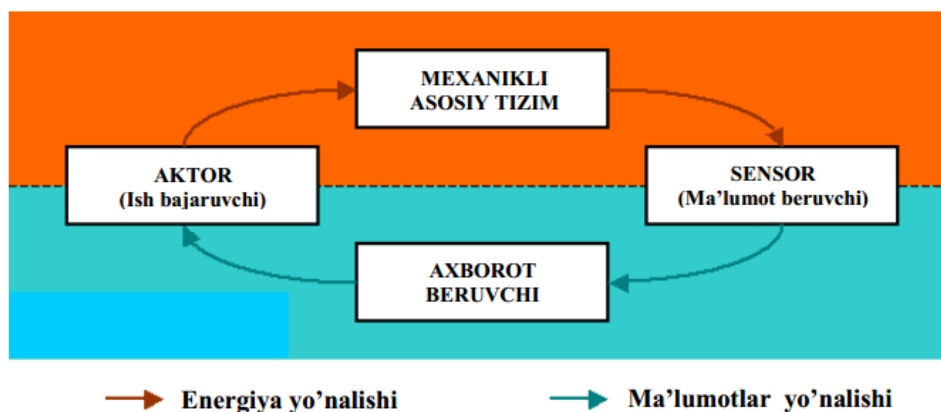 MEXANIKLI
ASOSIY TIZIM
AKTOR
(Ish bajaruvchi)
SENSOR
(Ma’lumot beruvchi)
AXBOROT
BERUVCHI
Energiya yo’nalishi
Ma’lumotlar yo’nalishi